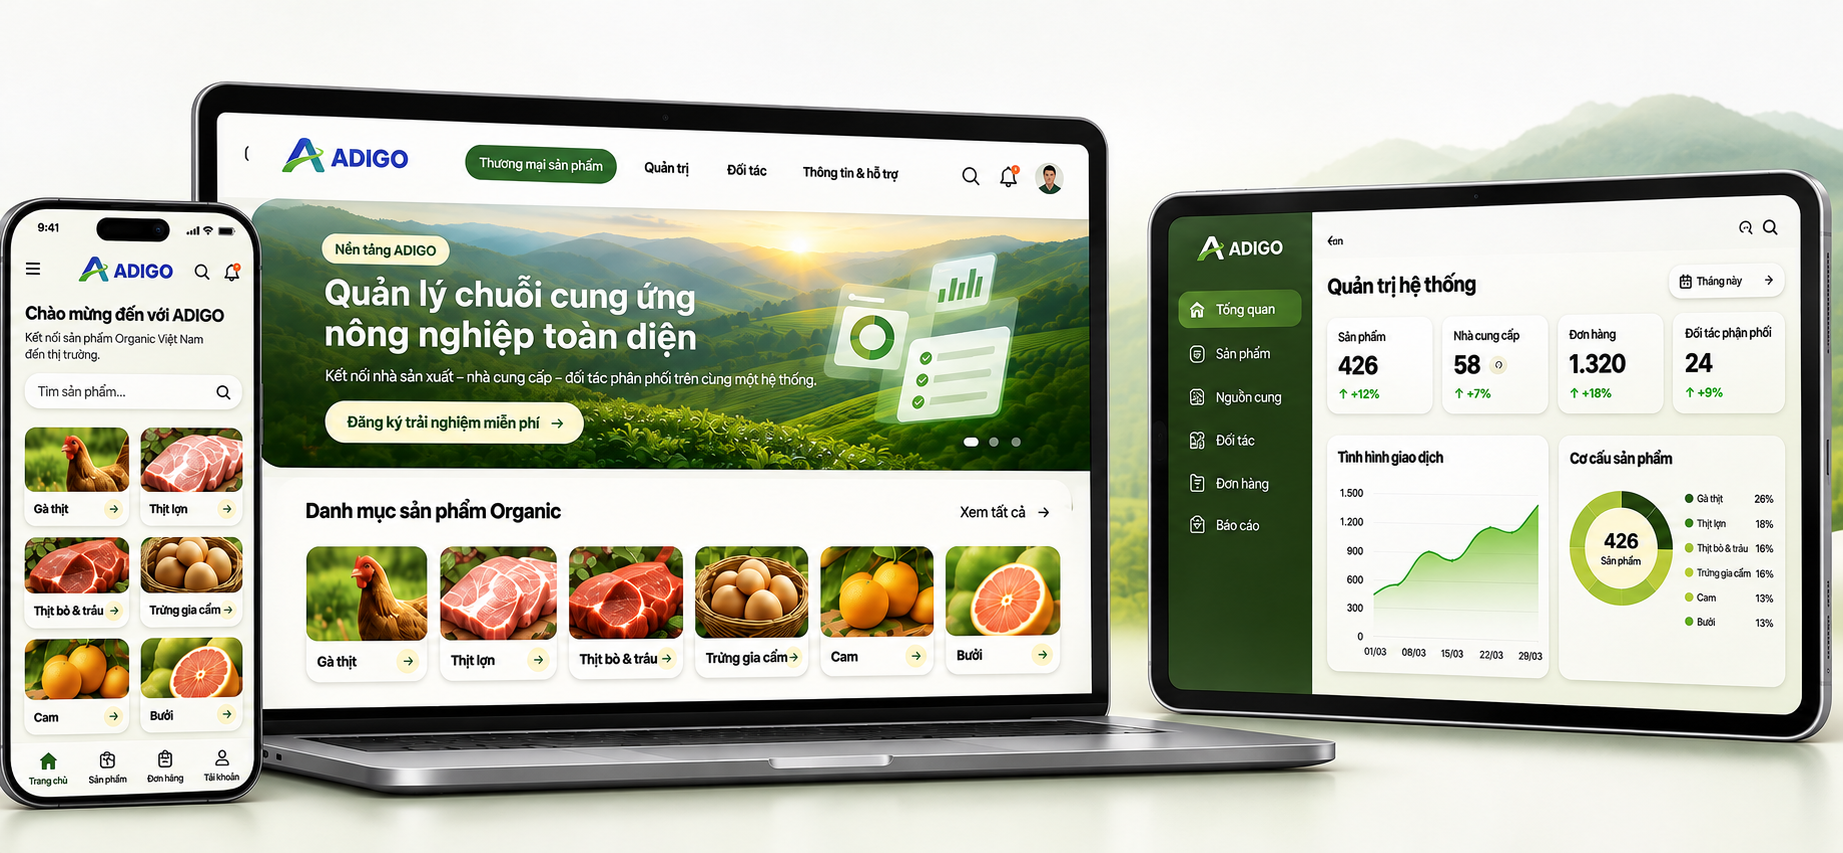 9:41
ADIGO
Chào mừng đến với ADIGO
Kết nối sản phẩm Organic Việt Nam
đến thị trường.
Tìm sản phẩm...
Gà thịt
Thịt lợn
Thịt bò & trâu
Trứng gia cầm
Cam
Bưởi
Trang chủ
Sản phẩm
Đơn hàng
Tài khoản
ADIGO
Thương mại sản phẩm
Quản trị
Đối tác
Thông tin & hỗ trợ
Nền tảng ADIGO
Quản lý chuỗi cung ứng
nông nghiệp toàn diện
Kết nối nhà sản xuất – nhà cung cấp – đối tác phân phối trên cùng một hệ thống.
Đăng ký trải nghiệm miễn phí
Danh mục sản phẩm Organic
Xem tất cả
Gà thịt
Thịt lợn
Thịt bò & trâu
Trứng gia cầm
Cam
Bưởi
ADIGO
Tổng quan
Sản phẩm
Nguồn cung
Đối tác
Đơn hàng
Báo cáo
Quản trị hệ thống
Tháng này
Sản phẩm
426
+12%
Nhà cung cấp
58
+7%
Đơn hàng
1.320
+18%
Đối tác phân phối
24
+9%
Tình hình giao dịch
1.500
1.200
900
600
300
0
01/03 08/03 15/03 22/03 29/03
Cơ cấu sản phẩm
426
Sản phẩm
Gà thịt 26%
Thịt lợn 18%
Thịt bò & trâu 16%
Trứng gia cầm 16%
Cam 13%
Bưởi 13%